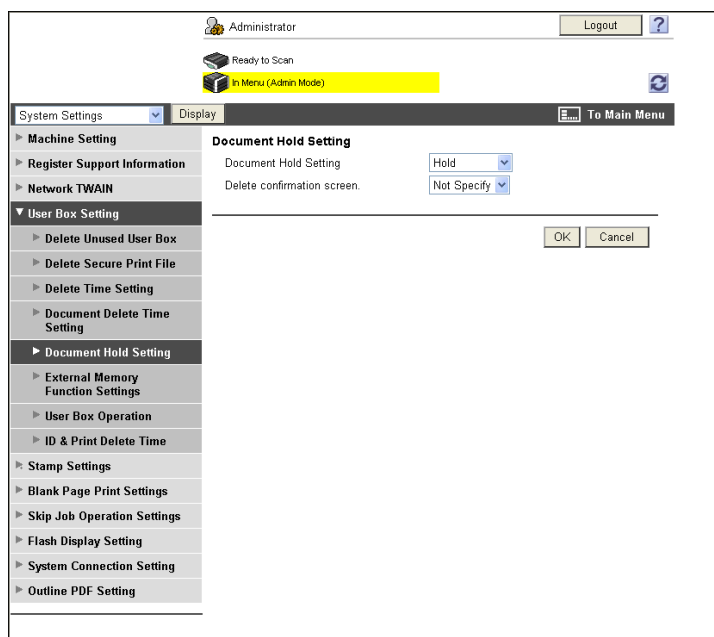 Administrator
Logout
?
Ready to Scan
In Menu (Admin Mode)
System Settings
Display
To Main Menu
Machine Setting
Register Support Information
Network TWAIN
User Box Setting
Delete Unused User Box
Delete Secure Print File
Delete Time Setting
Document Delete Time
Setting
Document Hold Setting
External Memory
Function Settings
User Box Operation
ID & Print Delete Time
Stamp Settings
Blank Page Print Settings
Skip Job Operation Settings
Flash Display Setting
System Connection Setting
Outline PDF Setting
Document Hold Setting
Document Hold Setting Hold
Delete confirmation screen. Not Specify
OK Cancel